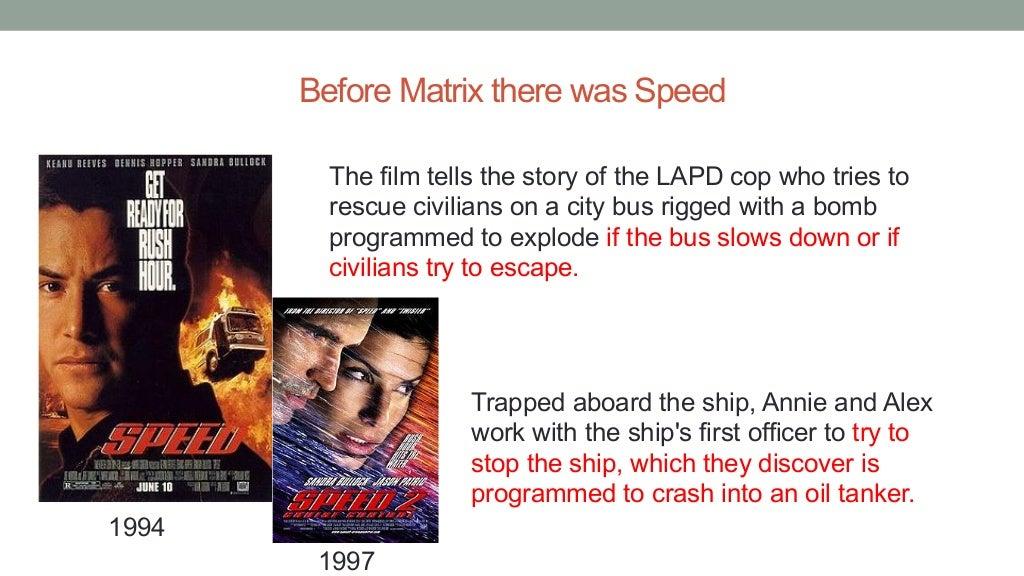 Before Matrix there was Speed
KEANU REEVES DENNIS HOPPER SANDRA BULLOCK
GET
READY FOR
RUSH
HOUR.
SPEED
JUNE 10
1994
The film tells the story of the LAPD cop who tries to
rescue civilians on a city bus rigged with a bomb
programmed to explode if the bus slows down or if
civilians try to escape.
FROM THE DIRECTOR OF "SPEED" AND "TWISTER"
SANDRA BULLOCK JASON PATRIC
SPEED 2
CRUISE CONTROL
1997
Trapped aboard the ship, Annie and Alex
work with the ship's first officer to try to
stop the ship, which they discover is
programmed to crash into an oil tanker.